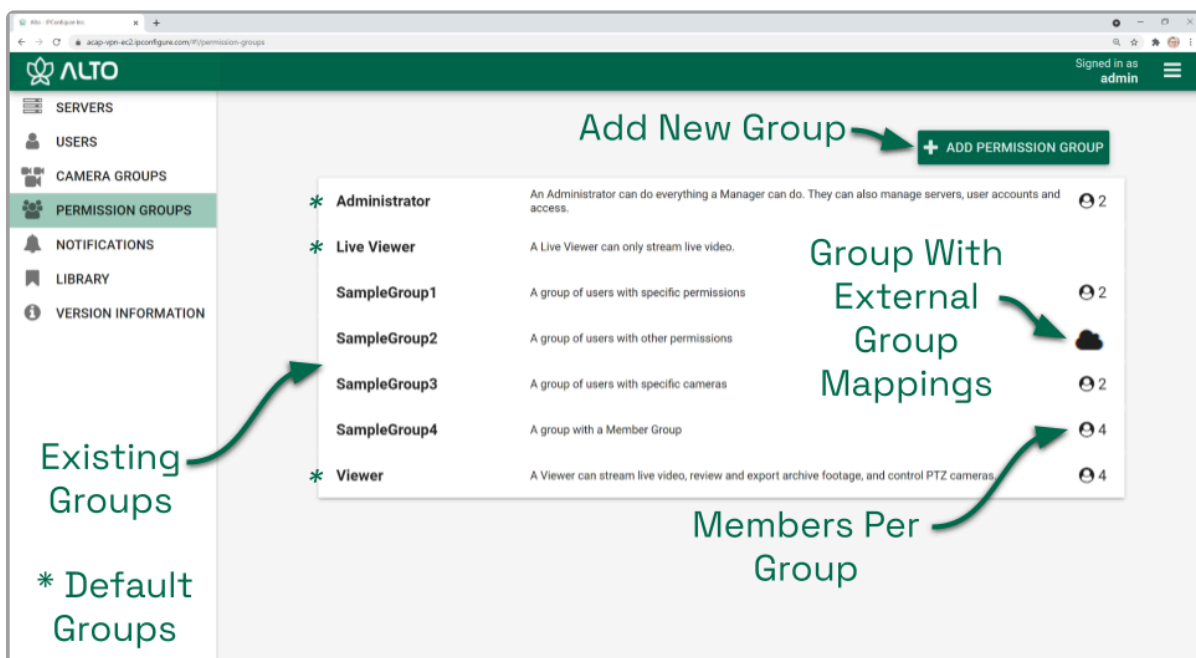 Alto - IPConfigure Inc.
acap-vpn-ec2.ipconfigure.com/#!/permission-groups
ALTO
Signed in as
admin
SERVERS
USERS
CAMERA GROUPS
PERMISSION GROUPS
NOTIFICATIONS
LIBRARY
VERSION INFORMATION
Add New Group
+ ADD PERMISSION GROUP
* Administrator
An Administrator can do everything a Manager can do. They can also manage servers, user accounts and
access.
2
* Live Viewer
A Live Viewer can only stream live video.
Group With
External
Group
Mappings
SampleGroup1
A group of users with specific permissions
2
SampleGroup2
A group of users with other permissions
SampleGroup3
A group of users with specific cameras
2
SampleGroup4
A group with a Member Group
4
* Viewer
A Viewer can stream live video, review and export archive footage, and control PTZ cameras.
4
Existing
Groups
Members Per
Group
* Default
Groups